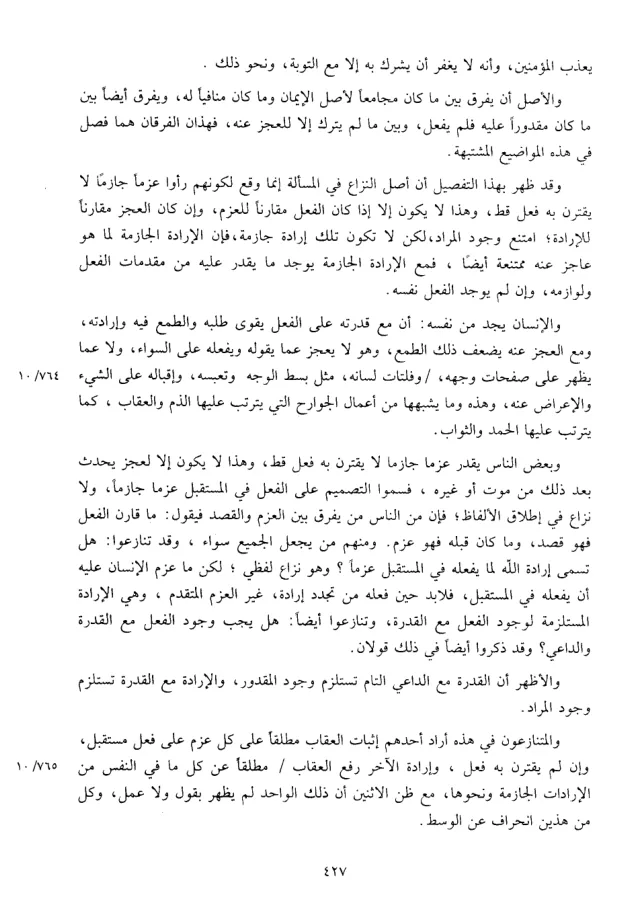 يعذب المؤمنين، وأنه لا يغفر أن يشرك به إلا مع التوبة، ونحو ذلك .
والأصل أن يفرق بين ما كان مجامعاً لأصل الإيمان وما كان منافياً له، ويفرق أيضاً بين
ما كان مقدوراً عليه فلم يفعل، وبين ما لم يترك إلا للعجز عنه، فهذان الفرقان هما فصل
في هذه المواضيع المشتبهة.
وقد ظهر بهذا التفصيل أن أصل النزاع في المسألة إنما وقع لكونهم رأوا عزماً جازماً لا
يقترن به فعل قط، وهذا لا يكون إلا إذا كان الفعل مقارناً للعزم، وإن كان العجز مقارناً
للإرادة؛ امتنع وجود المراد،لكن لا تكون تلك إرادة جازمة،فإن الإرادة الجازمة لما هو
عاجز عنه ممتنعة أيضًا ، فمع الإرادة الجازمة يوجد ما يقدر عليه من مقدمات الفعل
ولوازمه، وإن لم يوجد الفعل نفسه.
والإنسان يجد من نفسه: أن مع قدرته على الفعل يقوى طلبه والطمع فيه وإرادته،
ومع العجز عنه يضعف ذلك الطمع، وهو لا يعجز عما يقوله ويفعله على السواء، ولا عما
يظهر على صفحات وجهه، /وفلتات لسانه، مثل بسط الوجه وتعبسه، وإقباله على الشيء ١٠/٧٦٤
والإعراض عنه، وهذه وما يشبهها من أعمال الجوارح التي يترتب عليها الذم والعقاب ، كما
يترتب عليها الحمد والثواب.
وبعض الناس يقدر عزما جازما لا يقترن به فعل قط، وهذا لا يكون إلا لعجز يحدث
بعد ذلك من موت أو غيره ، فسموا التصميم على الفعل في المستقبل عزما جازماً، ولا
نزاع في إطلاق الألفاظ؛ فإن من الناس من يفرق بين العزم والقصد فيقول: ما قارن الفعل
فهو قصد، وما كان قبله فهو عزم. ومنهم من يجعل الجميع سواء ، وقد تنازعوا: هل
تسمى إرادة الله لما يفعله في المستقبل عزماً ؟ وهو نزاع لفظي ؛ لكن ما عزم الإنسان عليه
أن يفعله في المستقبل، فلابد حين فعله من تجدد إرادة، غير العزم المتقدم ، وهي الإرادة
المستلزمة لوجود الفعل مع القدرة، وتنازعوا أيضاً: هل يجب وجود الفعل مع القدرة
والداعي؟ وقد ذكروا أيضاً في ذلك قولان.
والأظهر أن القدرة مع الداعي التام تستلزم وجود المقدور، والإرادة مع القدرة تستلزم
وجود المراد.
والمتنازعون في هذه أراد أحدهم إثبات العقاب مطلقاً على كل عزم على فعل مستقبل،
وإن لم يقترن به فعل ، وإرادة الآخر رفع العقاب / مطلقاً عن كل ما في النفس من ١٠/٧٦٥
الإرادات الجازمة ونحوها، مع ظن الاثنين أن ذلك الواحد لم يظهر بقول ولا عمل، وكل
من هذين انحراف عن الوسط.
٤٢٧